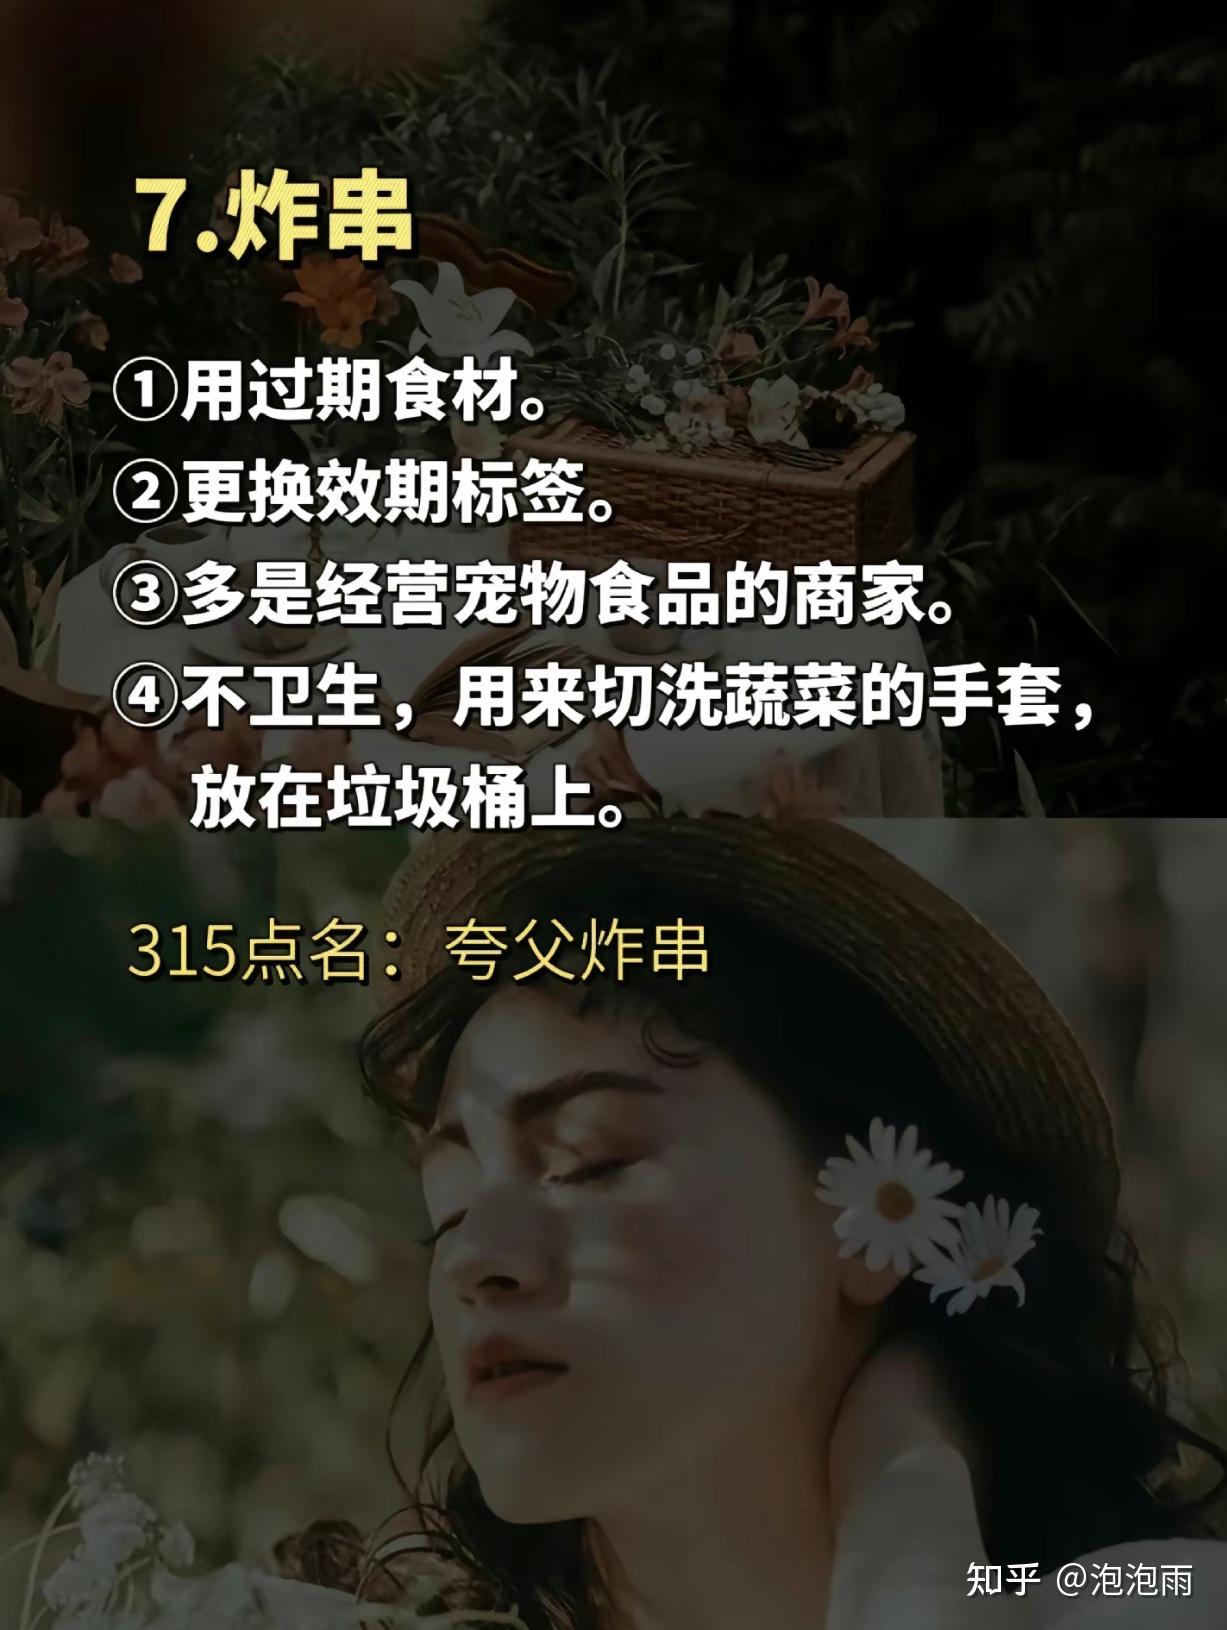 7.炸串
①用过期食材。
②更换效期标签。
③多是经营宠物食品的商家。
④不卫生，用来切洗蔬菜的手套，
放在垃圾桶上。
315点名：夸父炸串
知乎 @泡泡雨